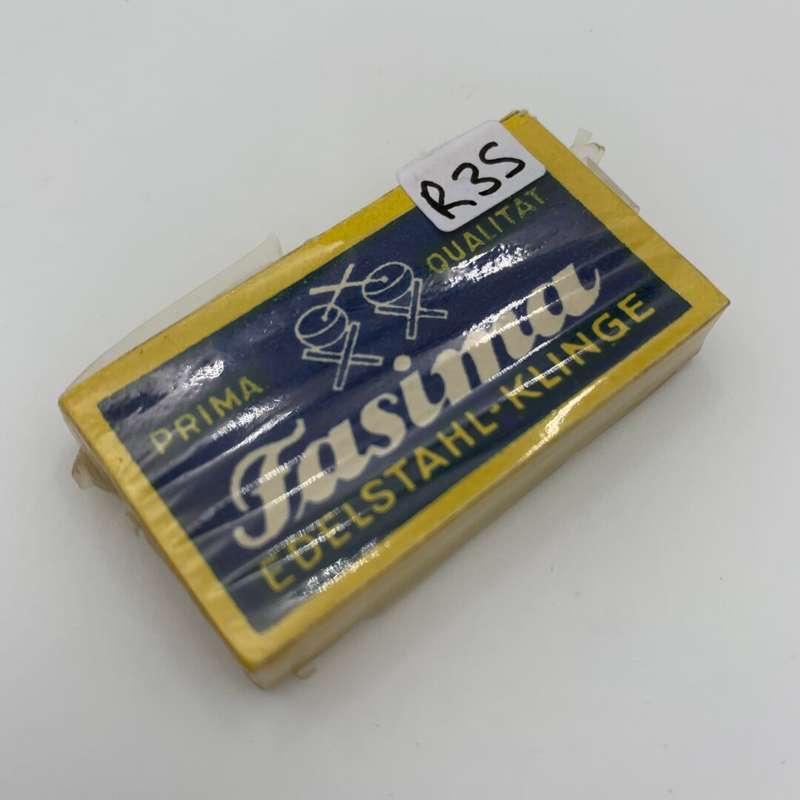 R35
PRIMA QUALITÄT
Fasima
EDELSTAHL-KLINGE